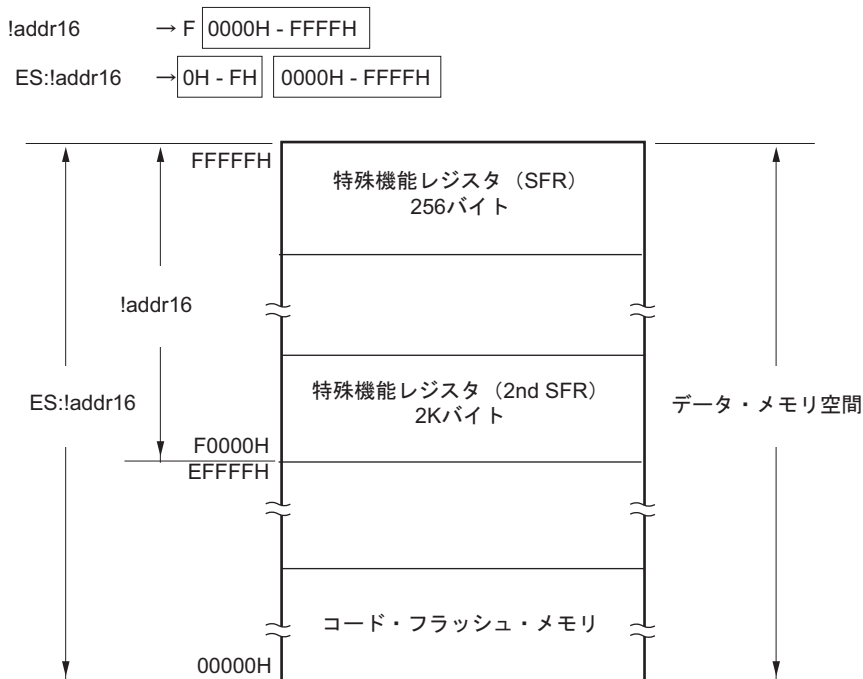 !addr16 → F 0000H - FFFFH
ES:!addr16 → 0H - FH 0000H - FFFFH
FFFFFH
特殊機能レジスタ（SFR）
256バイト
!addr16
特殊機能レジスタ（2nd SFR）
2Kバイト
ES:!addr16
データ・メモリ空間
F0000H
EFFFFH
コード・フラッシュ・メモリ
00000H